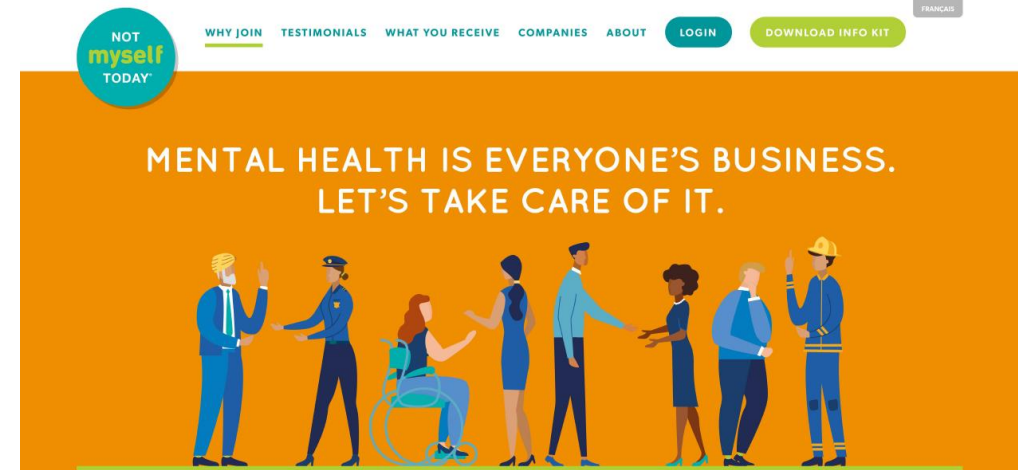 FRANÇAIS
NOT
myself
TODAY
WHY JOIN TESTIMONIALS WHAT YOU RECEIVE COMPANIES ABOUT LOGIN DOWNLOAD INFO KIT
MENTAL HEALTH IS EVERYONE'S BUSINESS.
LET'S TAKE CARE OF IT.